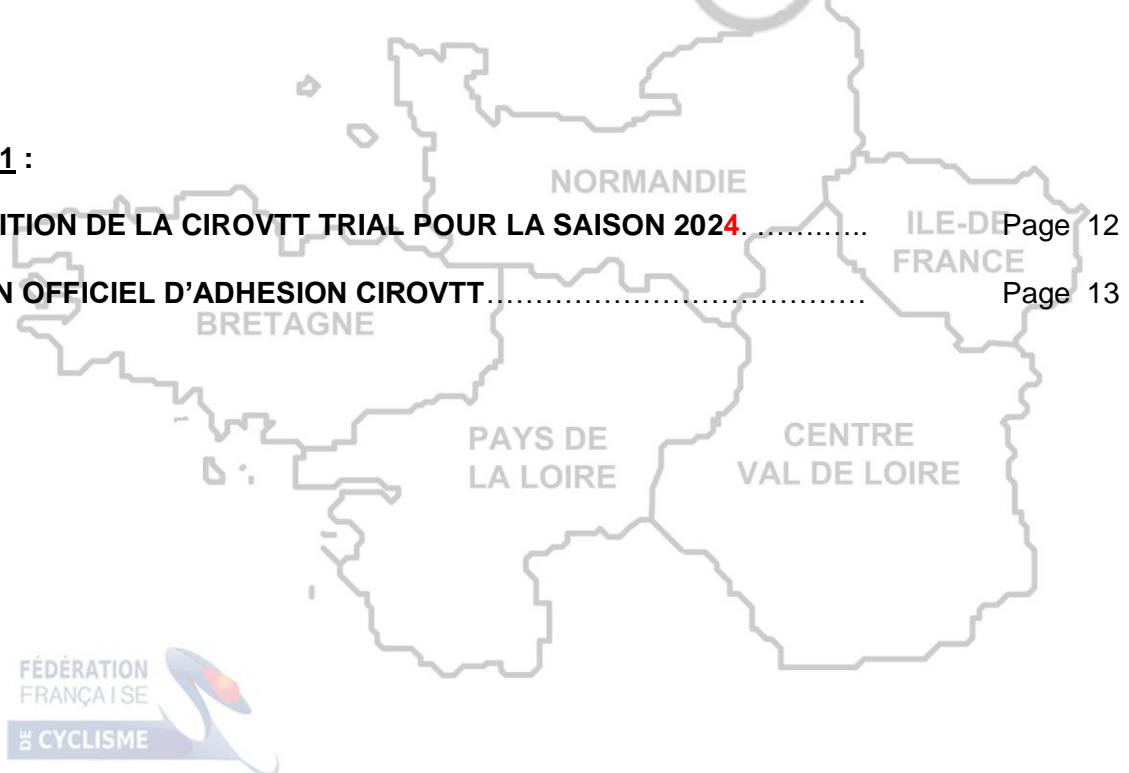 1 :
NORMANDIE
ITION DE LA CIROVTT TRIAL POUR LA SAISON 2024. ………… Page 12
ILE-DE
FRANCE
N OFFICIEL D’ADHESION CIROVTT………………………………… Page 13
BRETAGNE
PAYS DE
LA LOIRE
CENTRE
VAL DE LOIRE
FÉDÉRATION
FRANÇAISE
DE CYCLISME